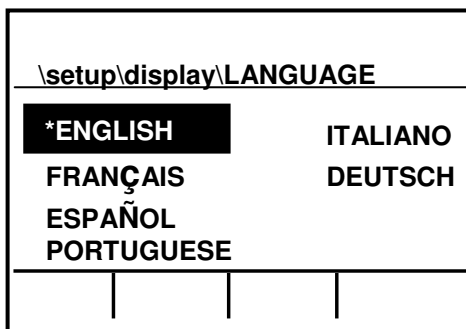 \setup\display\LANGUAGE
*ENGLISH
ITALIANO
FRANÇAIS
DEUTSCH
ESPAÑOL
PORTUGUESE